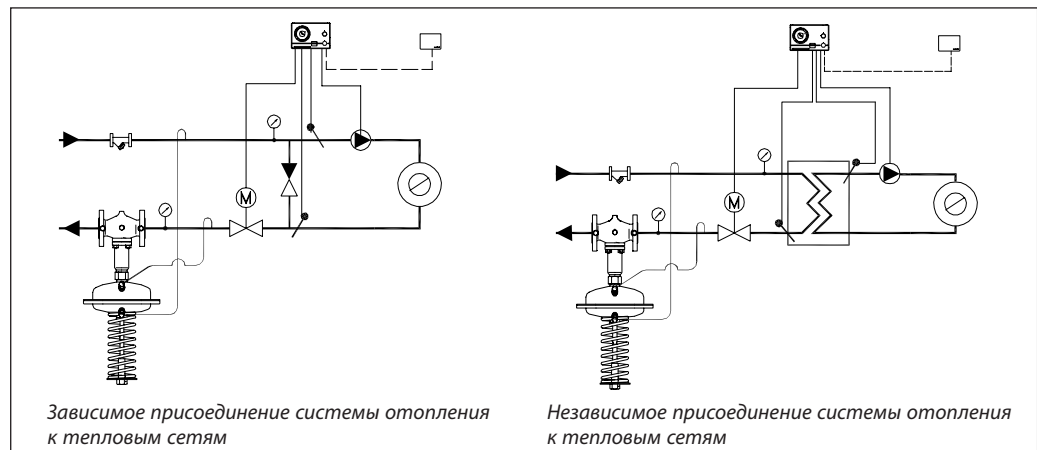 M
M
Зависимое присоединение системы отопления
к тепловым сетям
Независимое присоединение системы отопления
к тепловым сетям